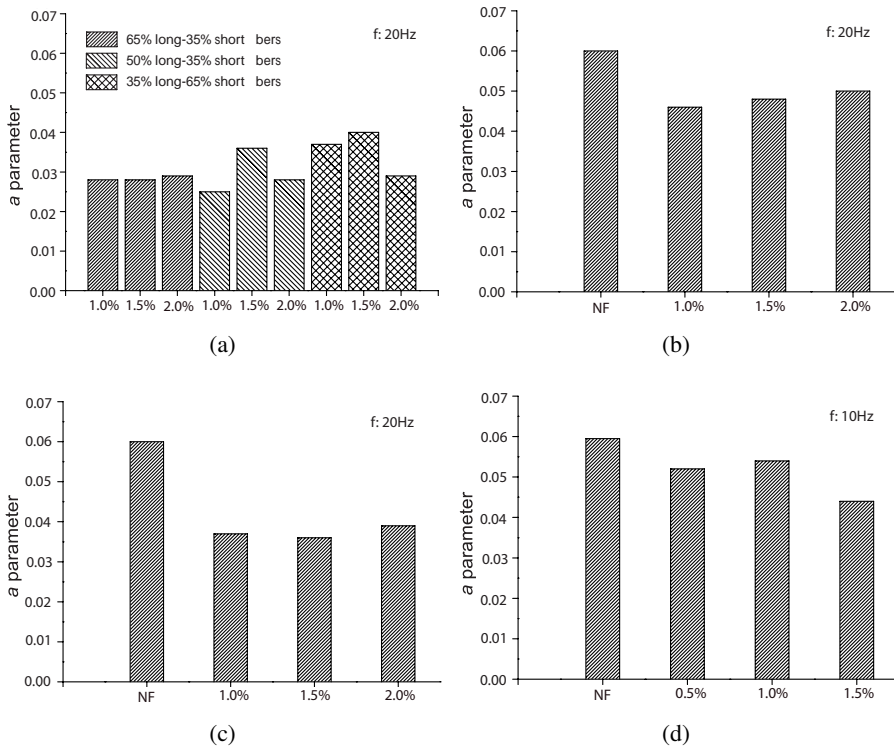 0.07
0.06
0.05
0.04
0.03
0.02
0.01
0.00
a parameter
65% long-35% short bers
50% long-35% short bers
35% long-65% short bers
f: 20Hz
1.0% 1.5% 2.0% 1.0% 1.5% 2.0% 1.0% 1.5% 2.0%
(a)
0.07
0.06
0.05
0.04
0.03
0.02
0.01
0.00
a parameter
f: 20Hz
NF 1.0% 1.5% 2.0%
(b)
0.07
0.06
0.05
0.04
0.03
0.02
0.01
0.00
a parameter
f: 20Hz
NF 1.0% 1.5% 2.0%
(c)
0.07
0.06
0.05
0.04
0.03
0.02
0.01
0.00
a parameter
f: 10Hz
NF 0.5% 1.0% 1.5%
(d)